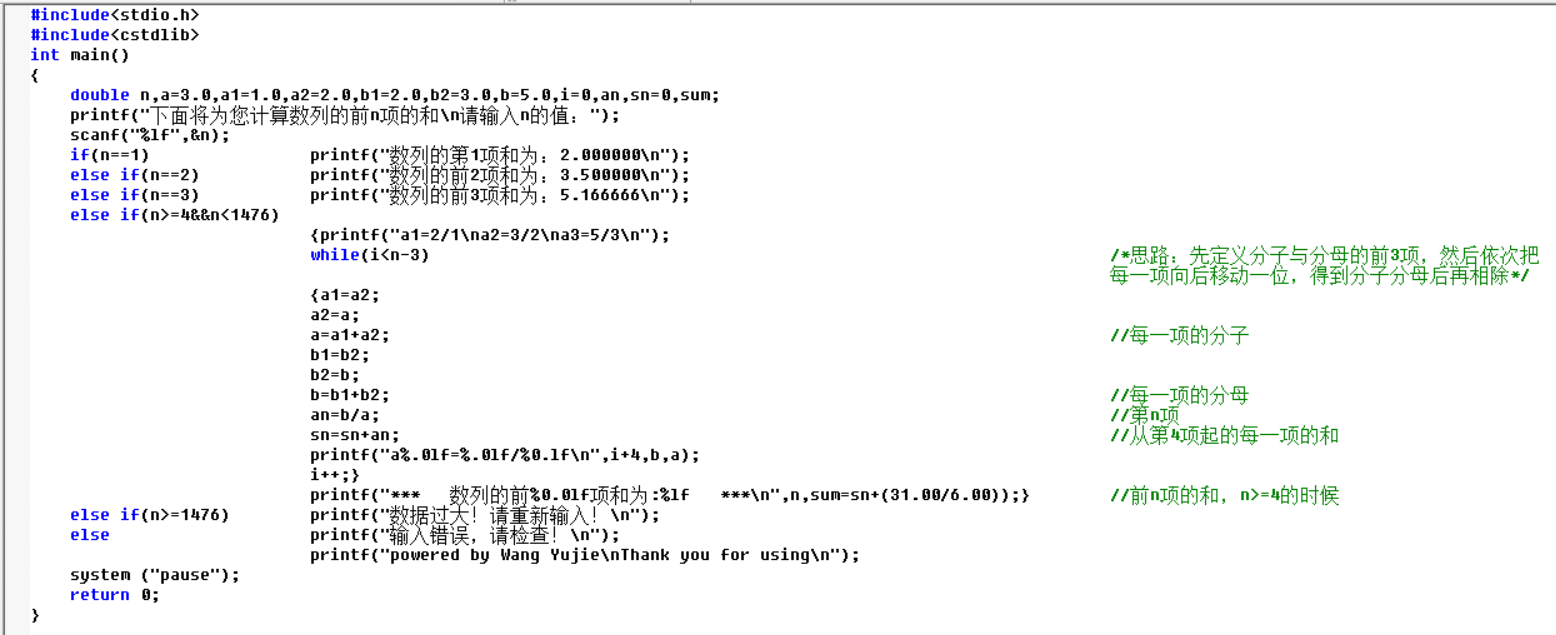 #include<stdio.h>
#include<cstdlib>
int main()
{
double n,a=3.0,a1=1.0,a2=2.0,b1=2.0,b2=3.0,b=5.0,i=0,an,sn=0,sum;
printf("下面将为您计算数列的前n项的和\n请输入n的值：");
scanf("%lf",&n);
if(n==1) printf("数列的第1项和为：2.000000\n");
else if(n==2) printf("数列的前2项和为：3.500000\n");
else if(n==3) printf("数列的前3项和为：5.166666\n");
else if(n>=4&&n<1476)
{printf("a1=2/1\na2=3/2\na3=5/3\n");
while(i<n-3) /*思路：先定义分子与分母的前3项，然后依次把
每一项向后移动一位，得到分子分母后再相除*/
{a1=a2;
a2=a;
a=a1+a2; //每一项的分子
b1=b2;
b2=b;
b=b1+b2; //每一项的分母
an=b/a; //第n项
sn=sn+an; //从第4项起的每一项的和
printf("a%.0lf=%.0lf/%0.lf\n",i+4,b,a);
i++;}
printf("*** 数列的前%0.0lf项和为:%lf ***\n",n,sum=sn+(31.00/6.00));} //前n项的和，n>=4的时候
else if(n>=1476) printf("数据过大！请重新输入！\n");
else printf("输入错误，请检查！\n");
printf("powered by Wang Yujie\nThank you for using\n");
system ("pause");
return 0;
}